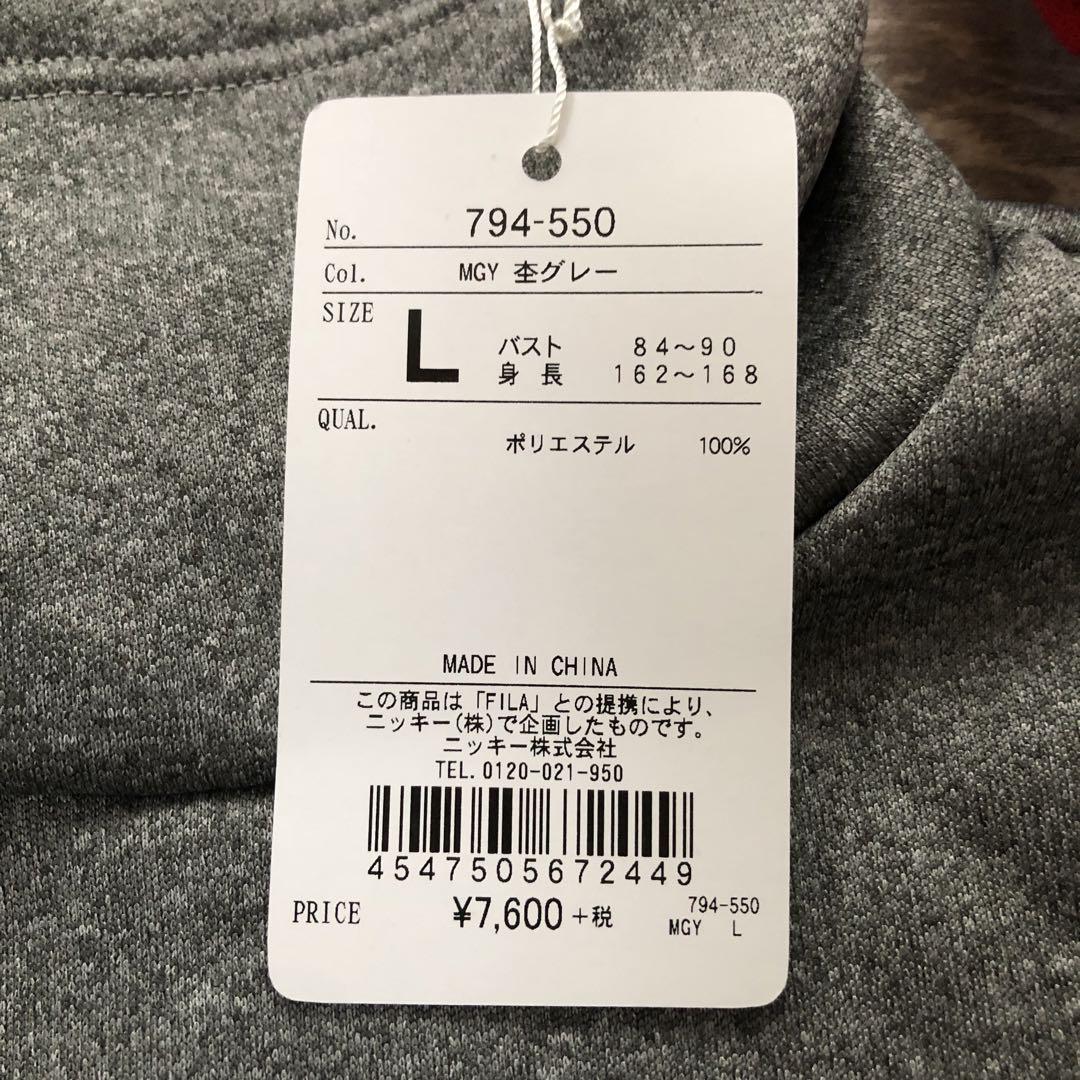 No. 794-550
Col. MGY 杢グレー
SIZE L バスト 84～90
身長 162～168
QUAL.
ポリエステル 100%
MADE IN CHINA
この商品は「FILA」との提携により、
ニッキー(株)で企画したものです。
ニッキー株式会社
TEL. 0120-021-950
4547505672449
PRICE ¥7,600+税 794-550
MGY L